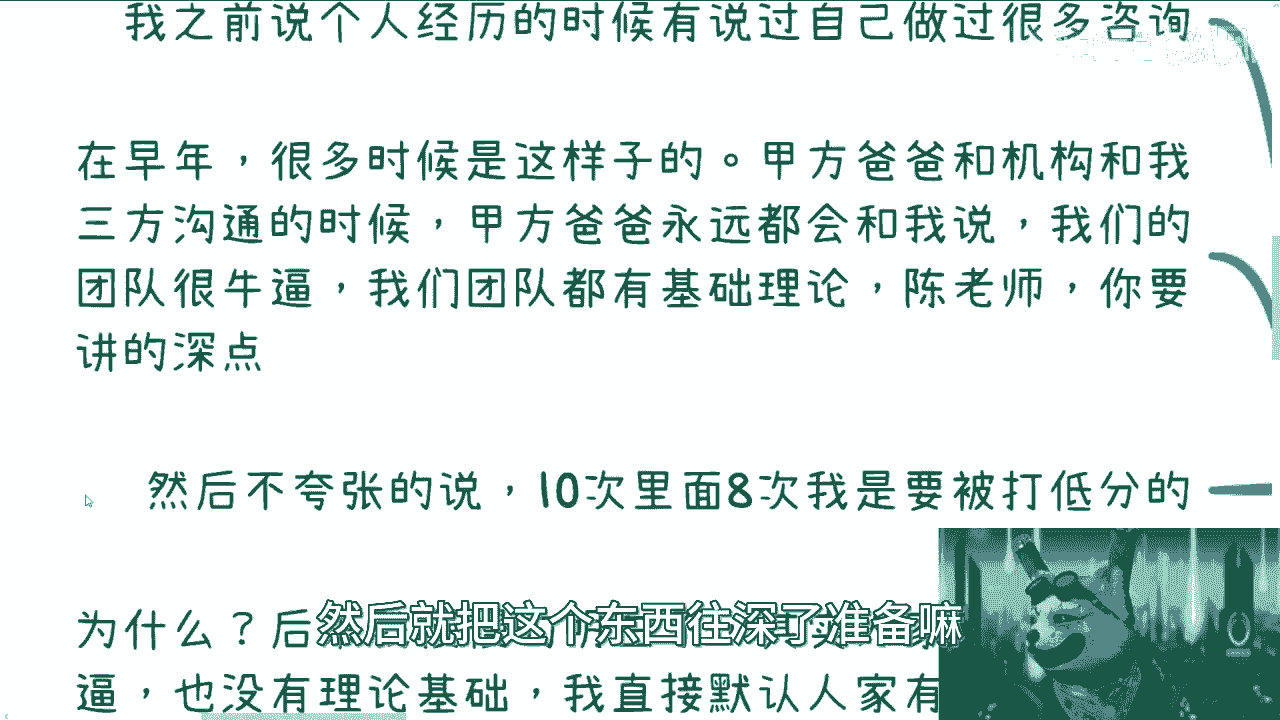 我之前说个人经历的时候有说过自己做过很多咨询
在早年，很多时候是这样子的。甲方爸爸和机构和我
三方沟通的时候，甲方爸爸永远都会和我说，我们的
团队很牛逼，我们团队都有基础理论，陈老师，你要
讲的深点
然后不夸张的说，10次里面8次我是要被打低分的
为什么？后
然后就把这个东西往深了准备嘛
逼，也没有理论基础，我直接默认人家有